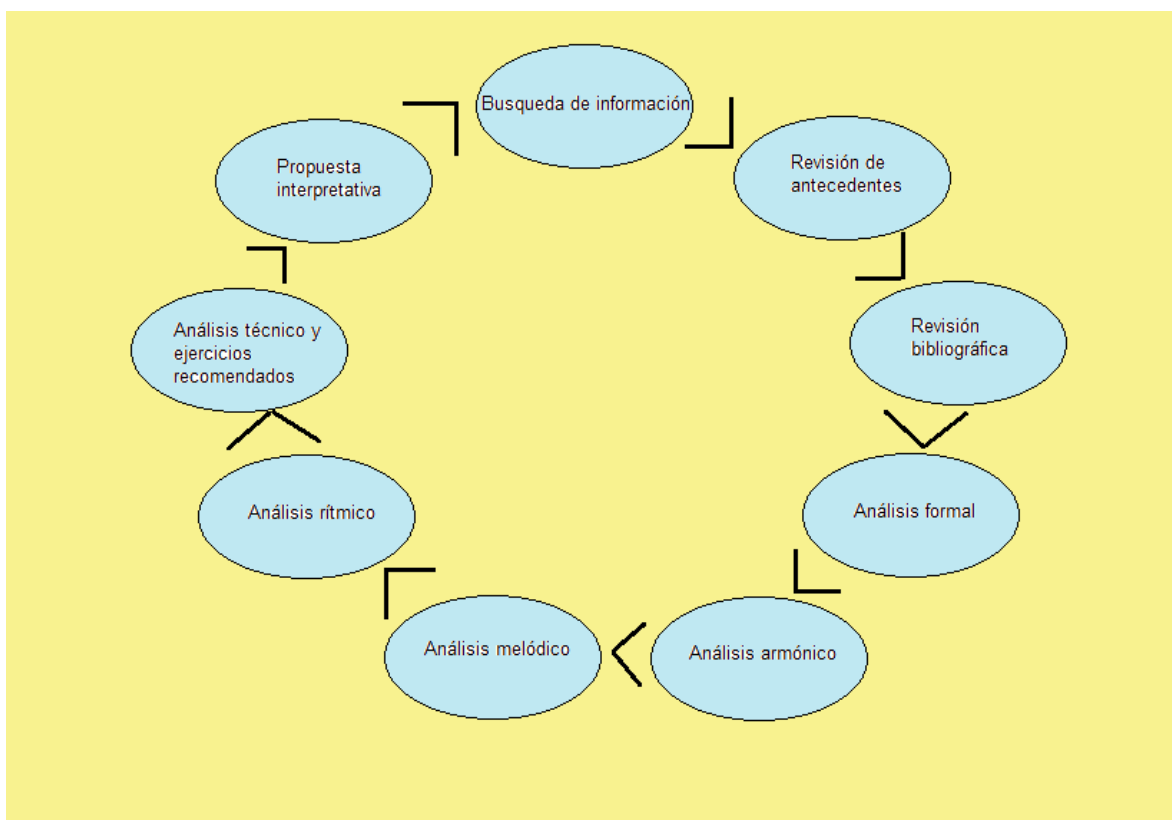 Busqueda de información
Revisión de
antecedentes
Revisión
bibliográfica
Análisis formal
Análisis armónico
Análisis melódico
Análisis rítmico
Análisis técnico y
ejercicios
recomendados
Propuesta
interpretativa